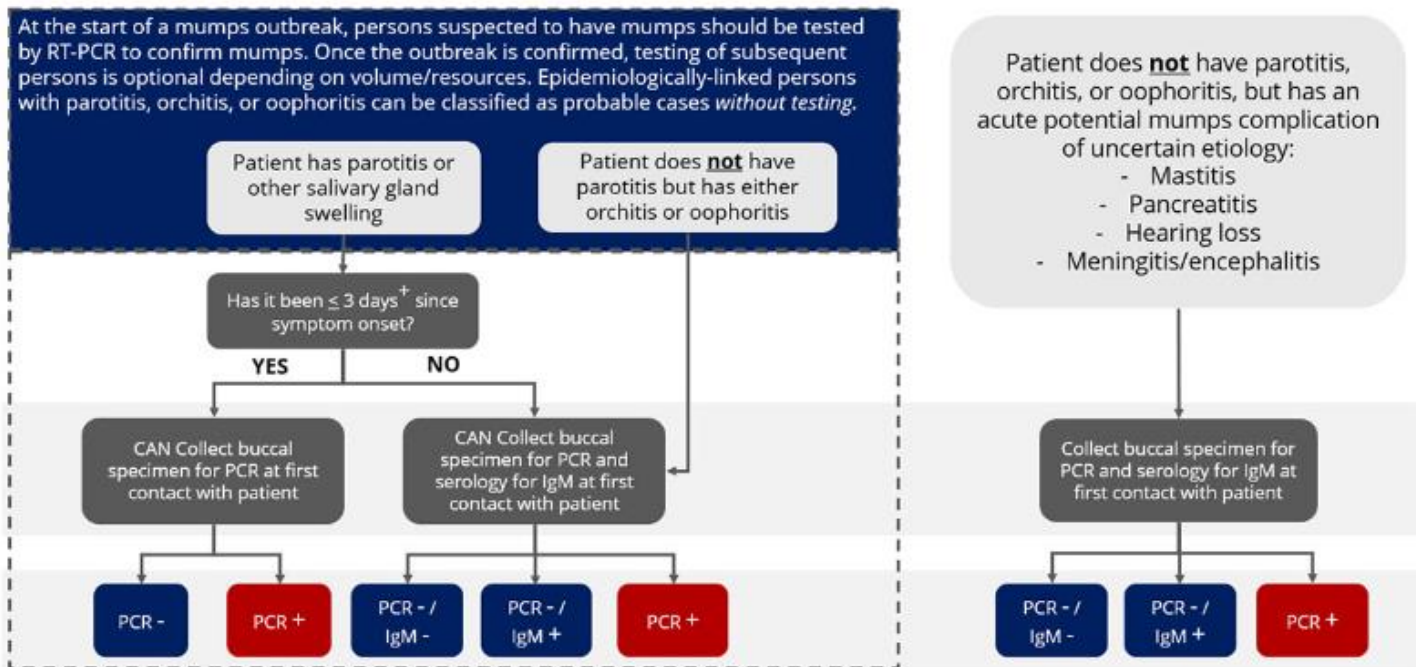 At the start of a mumps outbreak, persons suspected to have mumps should be tested
by RT-PCR to confirm mumps. Once the outbreak is confirmed, testing of subsequent
persons is optional depending on volume/resources. Epidemiologically-linked persons
with parotitis, orchitis, or oophoritis can be classified as probable cases without testing.
Patient has parotitis or
other salivary gland
swelling
Patient does not have
parotitis but has either
orchitis or oophoritis
Patient does not have parotitis,
orchitis, or oophoritis, but has an
acute potential mumps complication
of uncertain etiology:
- Mastitis
- Pancreatitis
- Hearing loss
- Meningitis/encephalitis
Has it been ≤ 3 days+ since
symptom onset?
YES
NO
CAN Collect buccal
specimen for PCR at first
contact with patient
CAN Collect buccal
specimen for PCR and
serology for IgM at first
contact with patient
Collect buccal specimen for
PCR and serology for IgM at
first contact with patient
PCR -
PCR +
PCR - /
IgM -
PCR - /
IgM +
PCR +
PCR - /
IgM -
PCR - /
IgM +
PCR +